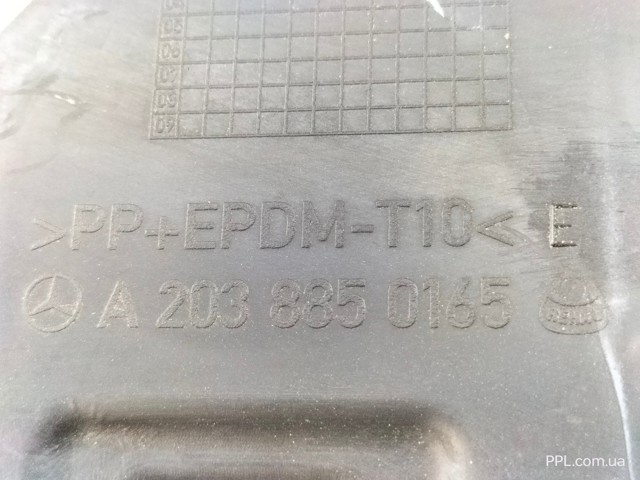 >PP+EPDM-T10< E
A 203 885 0165
PPL.com.ua